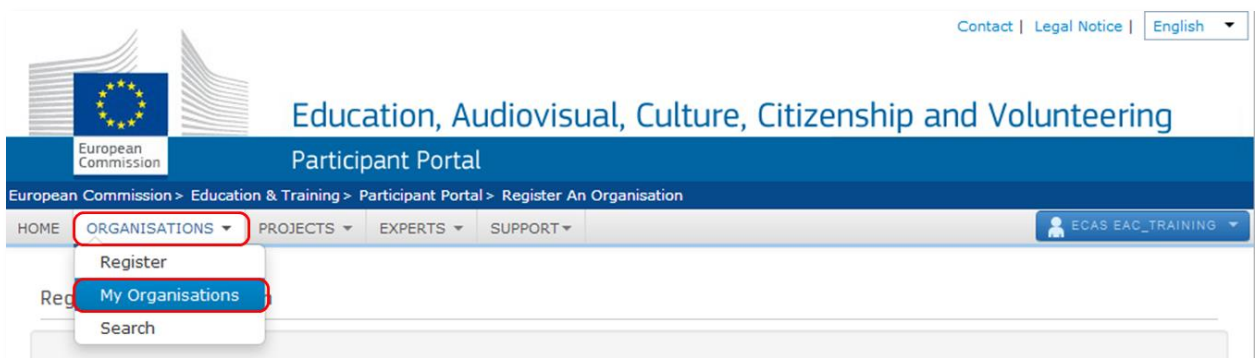 Contact | Legal Notice | English
Education, Audiovisual, Culture, Citizenship and Volunteering
European
Commission
Participant Portal
European Commission > Education & Training > Participant Portal > Register An Organisation
HOME ORGANISATIONS PROJECTS EXPERTS SUPPORT ECAS EAC_TRAINING
Register
My Organisations
Search